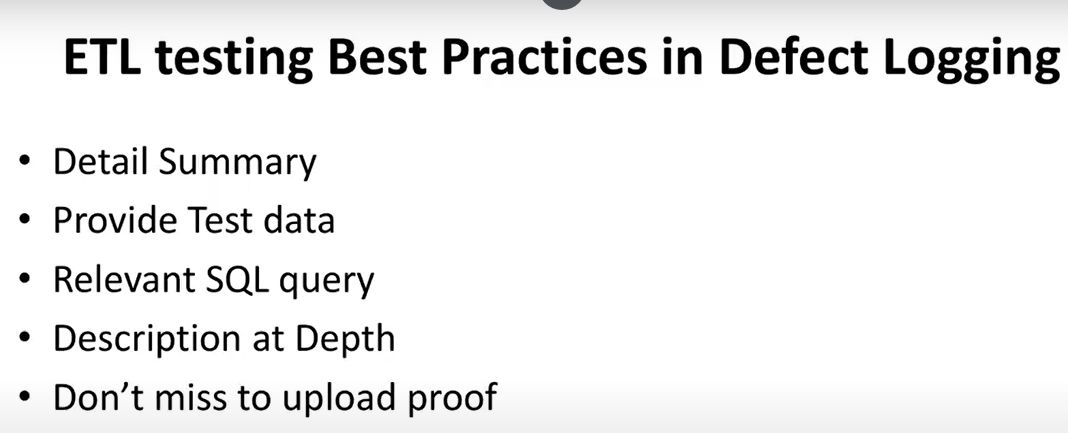 ETL testing Best Practices in Defect Logging
• Detail Summary
• Provide Test data
• Relevant SQL query
• Description at Depth
• Don’t miss to upload proof